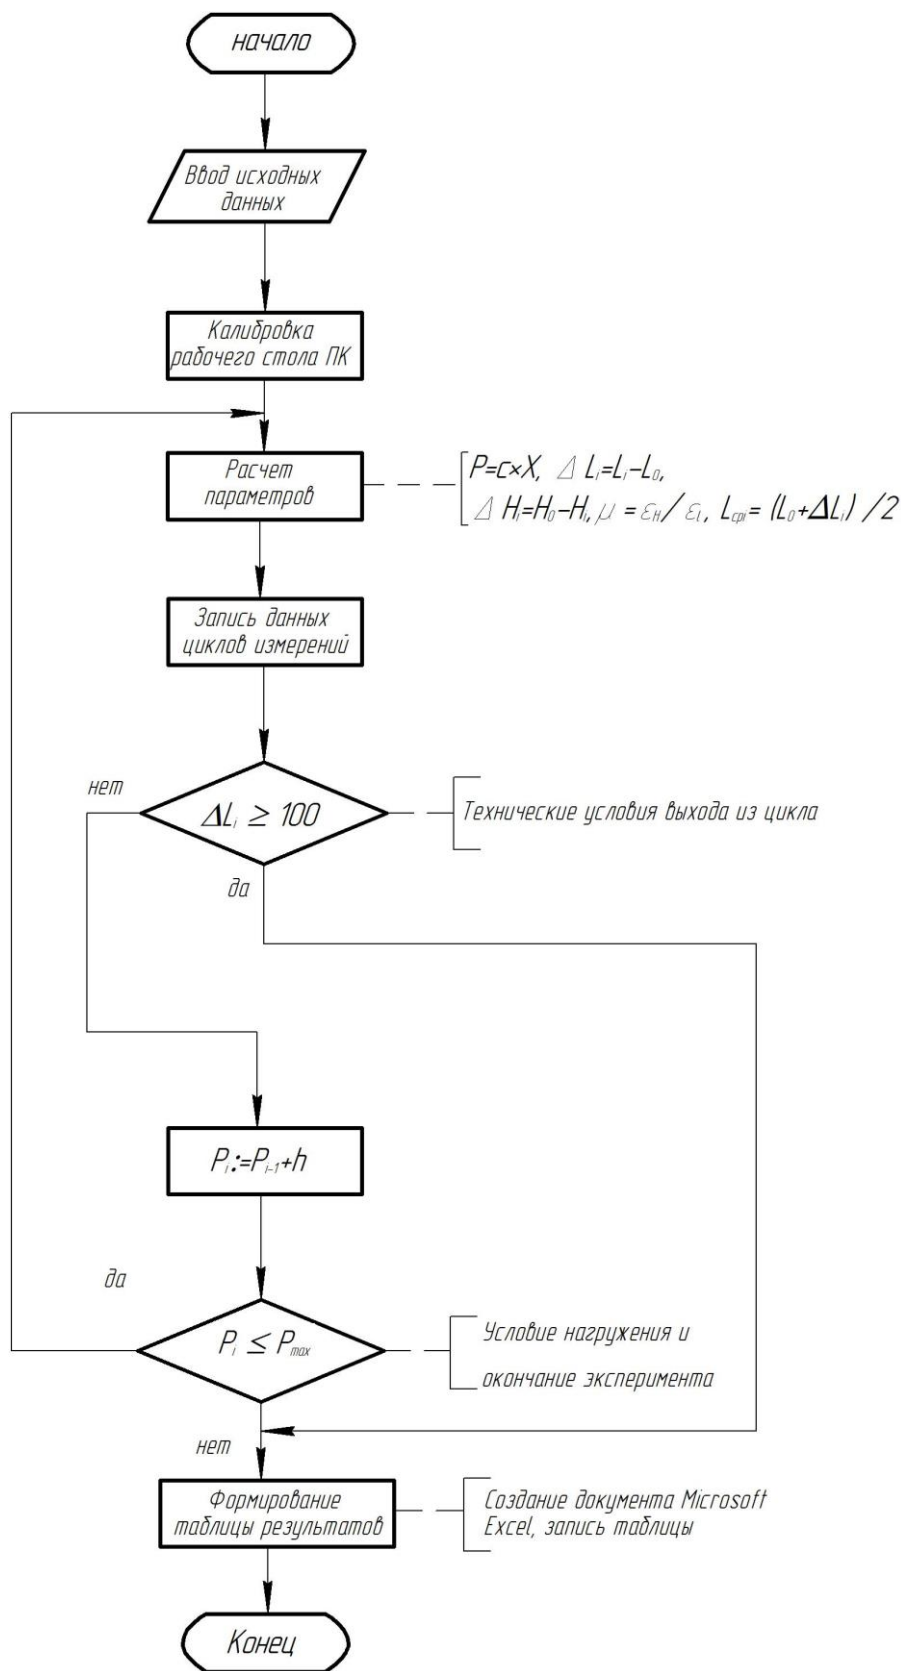 начало
Ввод исходных
данных
Калибровка
рабочего стола ПК
Расчет
параметров
P=c×X, Δ Lᵢ=Lᵢ-L₀,
Δ Hᵢ=H₀-Hᵢ, μ = εₕ/ εₗ, Lсрi= (L₀+ΔLᵢ) /2
Запись данных
циклов измерений
нет
ΔLᵢ ≥ 100
Технические условия выхода из цикла
да
Pᵢ:=Pᵢ₋₁+h
да
Pᵢ ≤ Pmax
Условие нагружения и
окончание эксперимента
нет
Формирование
таблицы результатов
Создание документа Microsoft
Excel, запись таблицы
Конец